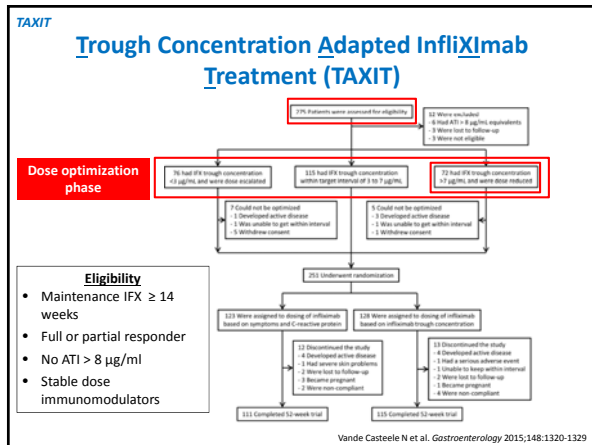 TAXIT
Trough Concentration Adapted InfliXImab
Treatment (TAXIT)
275 Patients were assessed for eligibility
12 Were excluded
- 6 Had ATI > 8 µg/mL equivalents
- 3 Were lost to follow-up
- 3 Were not eligible
Dose optimization
phase
76 had IFX trough concentration
<3 µg/mL and were dose escalated
115 had IFX trough concentration
within target interval of 3 to 7 µg/mL
72 had IFX trough concentration
>7 µg/mL and were dose reduced
7 Could not be optimized
- 1 Developed active disease
- 1 Was unable to get within interval
- 5 Withdrew consent
5 Could not be optimized
- 3 Developed active disease
- 1 Was unable to get within interval
- 1 Withdrew consent
251 Underwent randomization
Eligibility
• Maintenance IFX ≥ 14
weeks
• Full or partial responder
• No ATI > 8 µg/ml
• Stable dose
immunomodulators
123 were assigned to dosing of infliximab
based on symptoms and C-reactive protein
128 were assigned to dosing of infliximab
based on infliximab trough concentration
12 Discontinued the study
- 4 Developed active disease
- 1 Had severe skin problems
- 2 Were lost to follow-up
- 3 Became pregnant
- 2 Were non compliant
13 Discontinued the study
- 4 Developed active disease
- 1 Had a serious adverse event
- 1 Unable to keep within interval
- 2 Were lost to follow-up
- 1 Became pregnant
- 4 Were non compliant
111 Completed 52-week trial
115 Completed 52-week trial
Vande Casteele N et al. Gastroenterology 2015;148:1320-1329